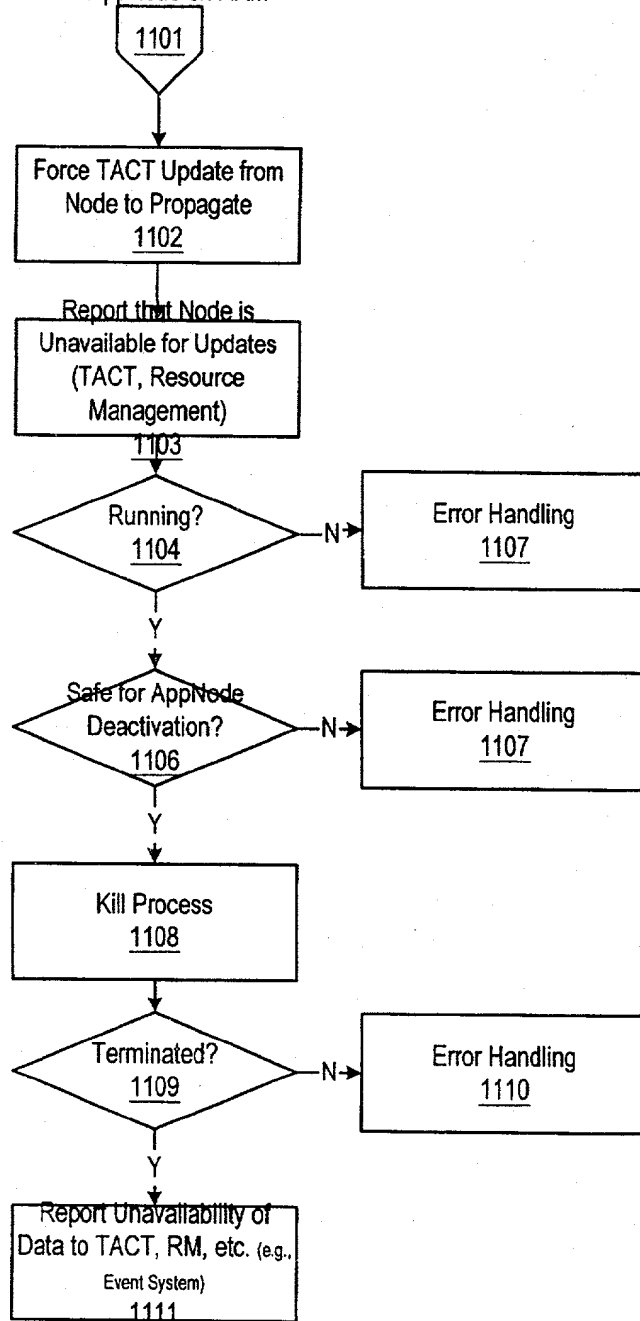 1101
Force TACT Update from
Node to Propagate
1102
Report that Node is
Unavailable for Updates
(TACT, Resource
Management)
1103
Running?
1104
N
Error Handling
1107
Y
Safe for AppNode
Deactivation?
1106
N
Error Handling
1107
Y
Kill Process
1108
Terminated?
1109
N
Error Handling
1110
Y
Report Unavailability of
Data to TACT, RM, etc. (e.g.,
Event System)
1111